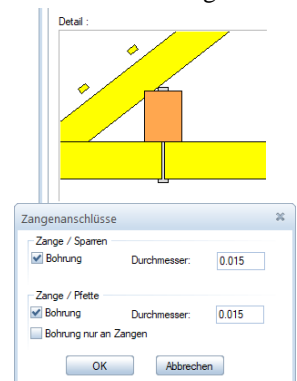 Detail :
Zangenanschlüsse
Zange / Sparren
Bohrung Durchmesser: 0.015
Zange / Pfette
Bohrung Durchmesser: 0.015
Bohrung nur an Zangen
OK Abbrechen